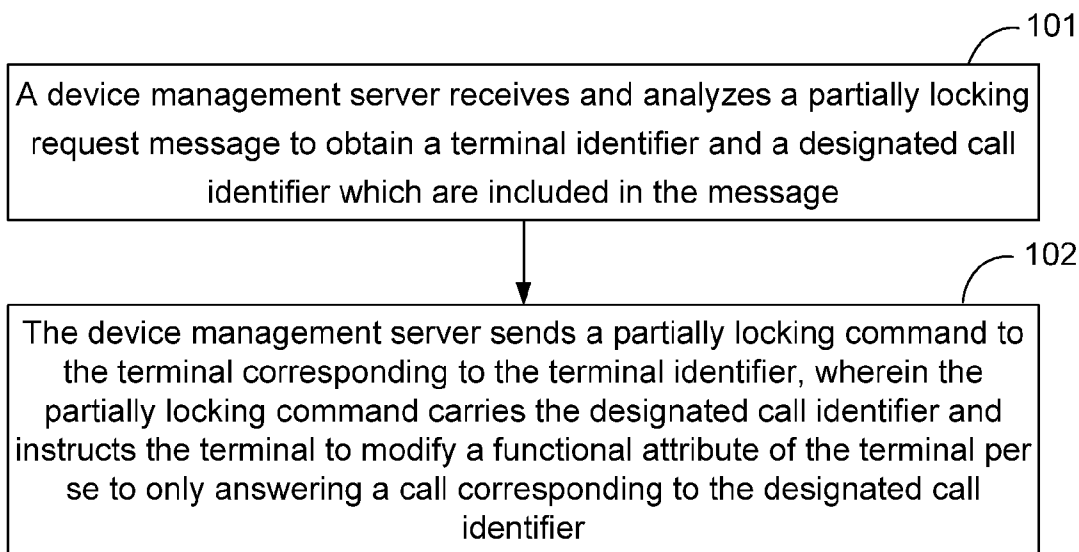 101
A device management server receives and analyzes a partially locking
request message to obtain a terminal identifier and a designated call
identifier which are included in the message
102
The device management server sends a partially locking command to
the terminal corresponding to the terminal identifier, wherein the
partially locking command carries the designated call identifier and
instructs the terminal to modify a functional attribute of the terminal per
se to only answering a call corresponding to the designated call
identifier